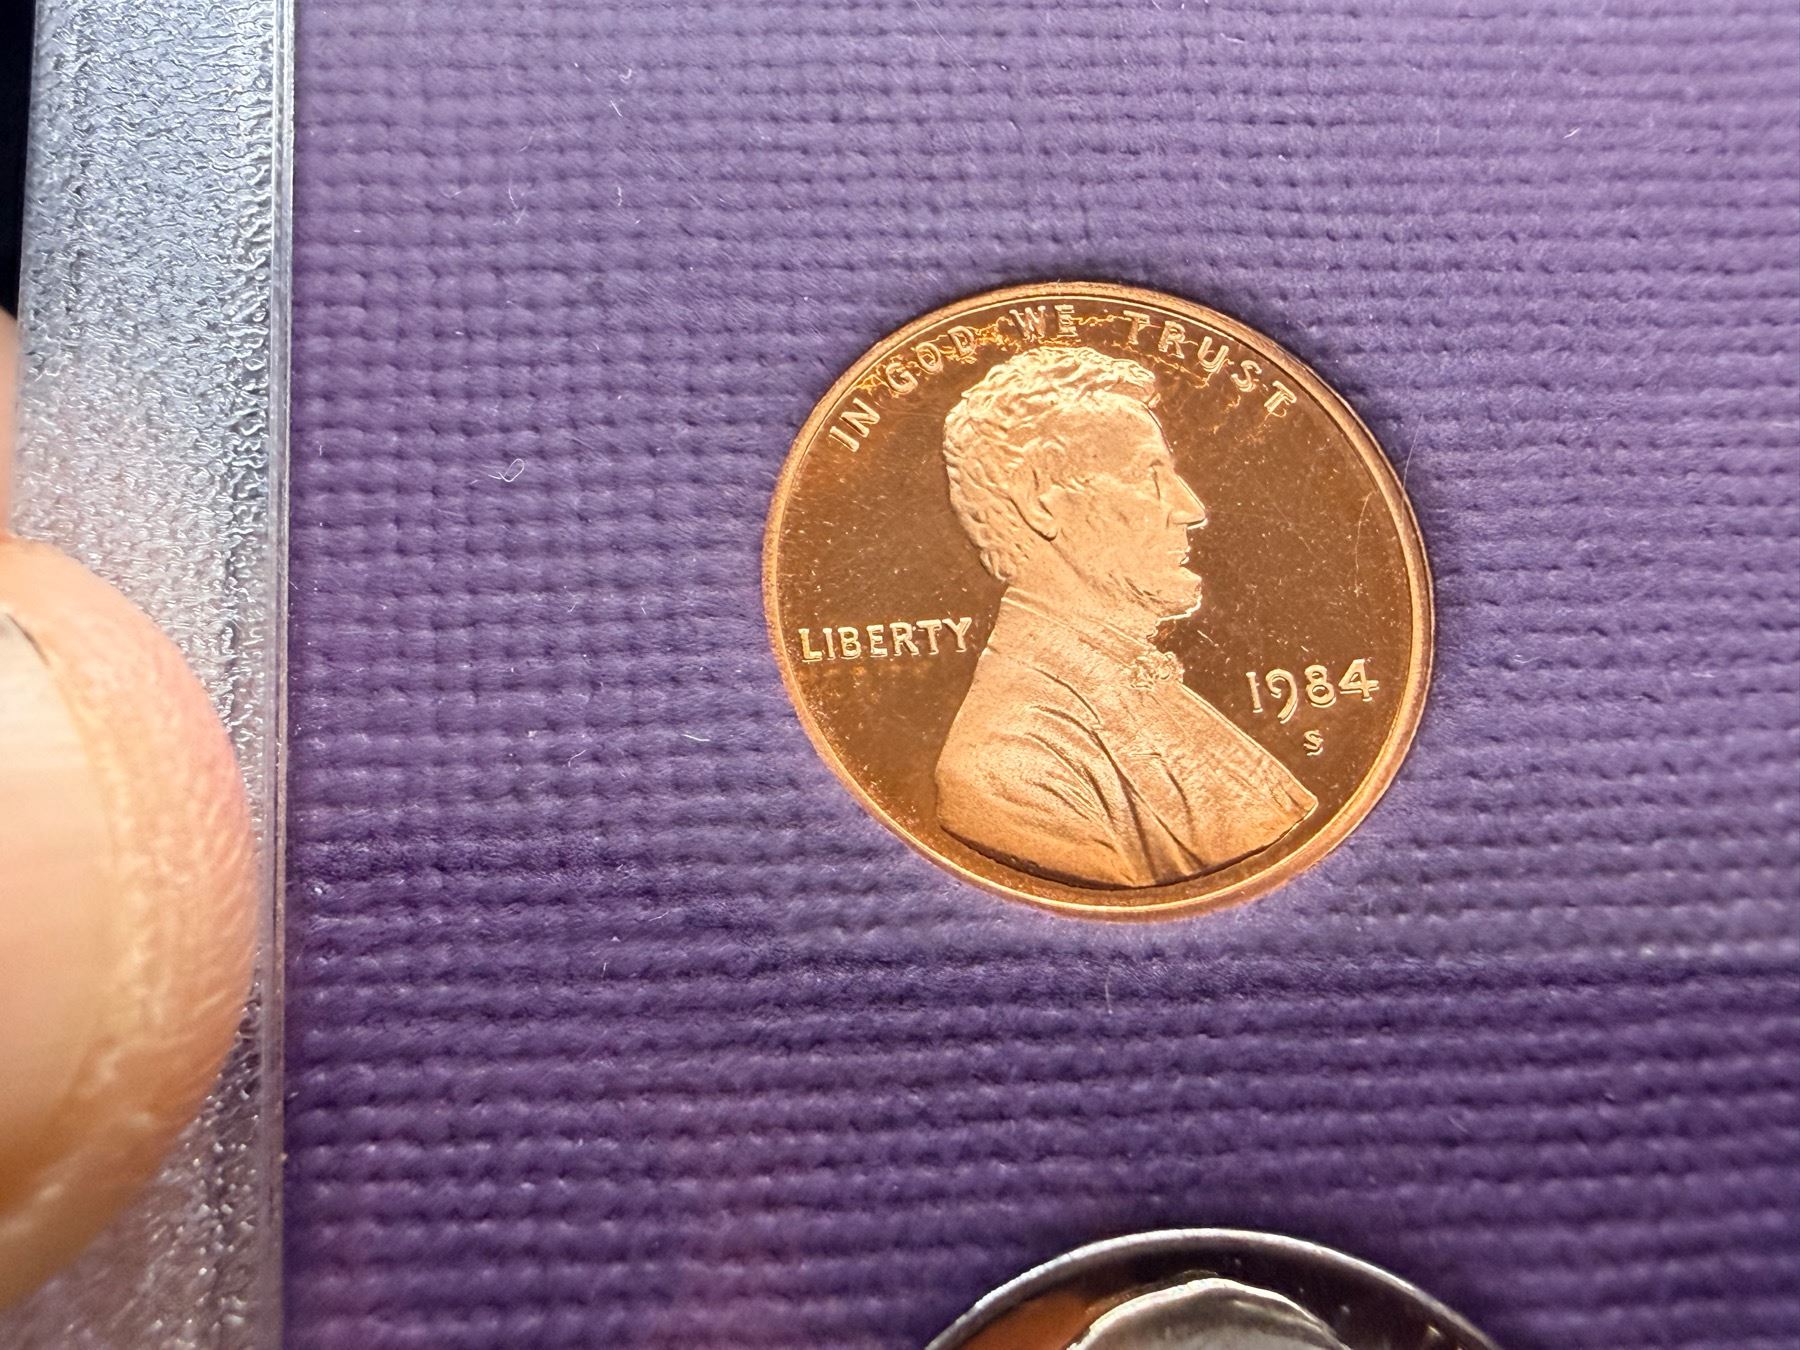 IN GOD WE TRUST
LIBERTY
1984
S